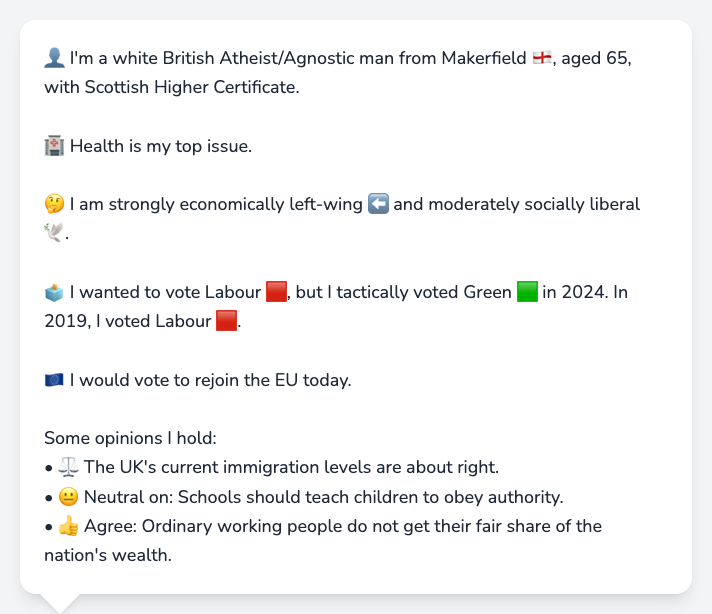 👤 I'm a white British Atheist/Agnostic man from Makerfield 🏴󠁧󠁢󠁥󠁮󠁧󠁿, aged 65,
with Scottish Higher Certificate.
🏥 Health is my top issue.
🤔 I am strongly economically left-wing ⬅️ and moderately socially liberal
🕊️.
🗳️ I wanted to vote Labour 🟥, but I tactically voted Green 🟩 in 2024. In
2019, I voted Labour 🟥.
🇪🇺 I would vote to rejoin the EU today.
Some opinions I hold:
• ⚖️ The UK's current immigration levels are about right.
• 😐 Neutral on: Schools should teach children to obey authority.
• 👍 Agree: Ordinary working people do not get their fair share of the
nation's wealth.